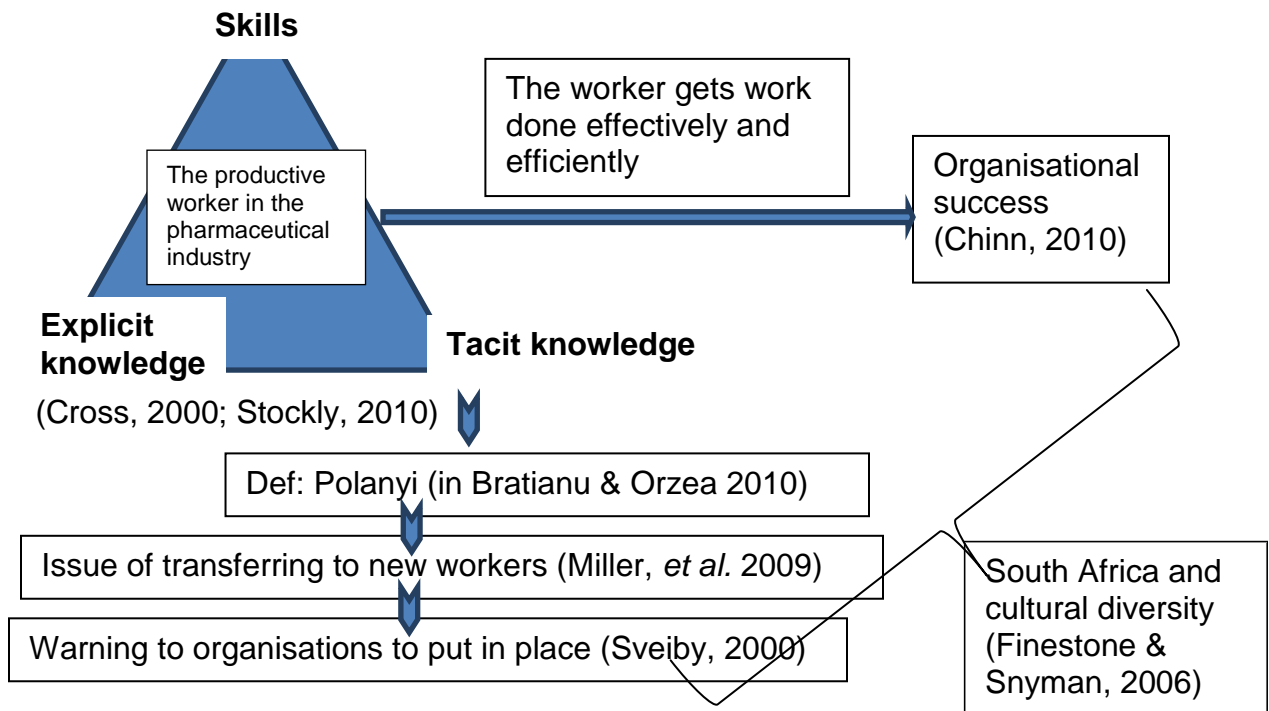 Skills
The worker gets work
done effectively and
efficiently
Organisational
success
(Chinn, 2010)
The productive
worker in the
pharmaceutical
industry
Explicit
knowledge
Tacit knowledge
(Cross, 2000; Stockly, 2010)
Def: Polanyi (in Bratianu & Orzea 2010)
Issue of transferring to new workers (Miller, et al. 2009)
Warning to organisations to put in place (Sveiby, 2000)
South Africa and
cultural diversity
(Finestone &
Snyman, 2006)